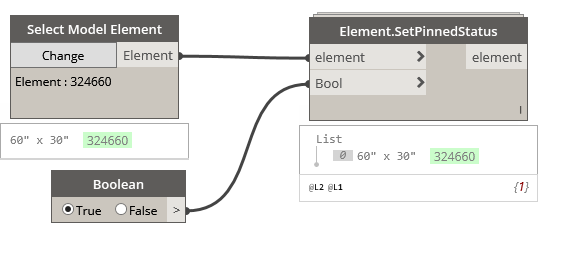 Select Model Element
Change
Element
Element : 324660
60" x 30" 324660
Boolean
True
False
>
Element.SetPinnedStatus
element
>
element
Bool
>
l
List
0 60" x 30" 324660
@L2 @L1
{1}